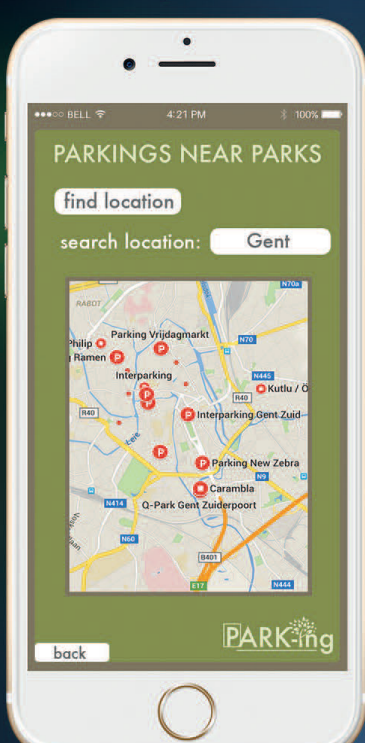 BELL 4:21 PM 100%
PARKINGS NEAR PARKS
find location
search location: Gent
N70a
RABOT
Parking Vrijdagmarkt
N70
Philip
Ramen
Interparking
N445
Kutlu / Ö
R40
R40
Interparking Gent Zuid
Leie
Parking New Zebra
N9
Carambla
N414
Q-Park Gent Zuiderpoort
N60
B401
E17
N444
PARK-ing
back